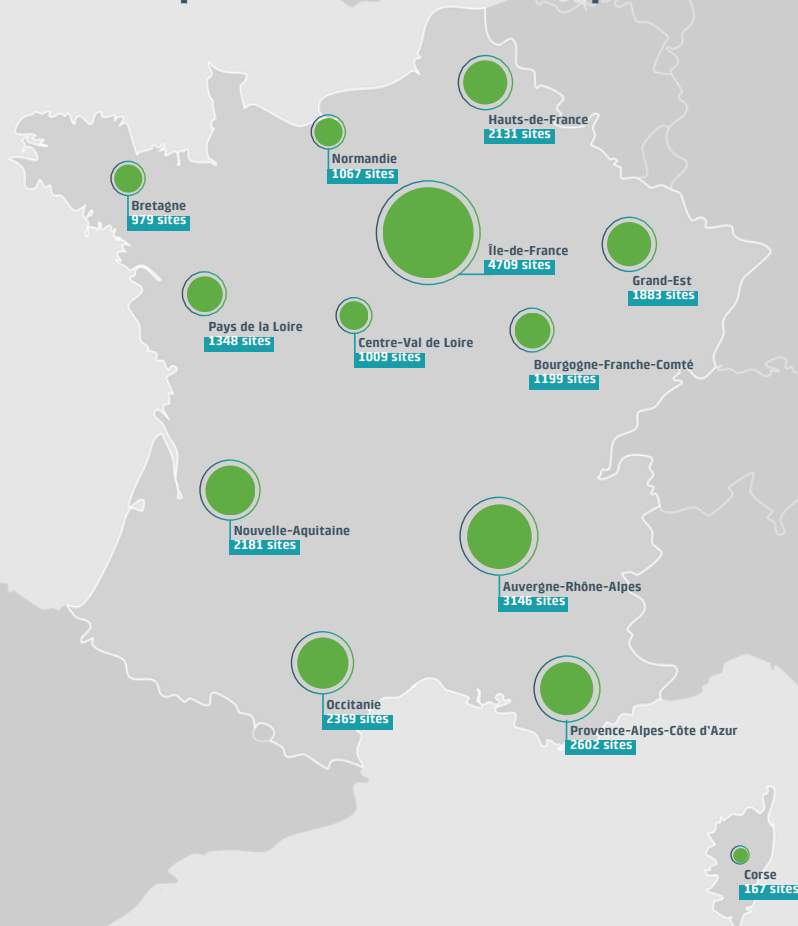 Hauts-de-France
2131 sites
Normandie
1067 sites
Bretagne
979 sites
Île-de-France
4709 sites
Grand-Est
1883 sites
Pays de la Loire
1348 sites
Centre-Val de Loire
1009 sites
Bourgogne-Franche-Comté
1199 sites
Nouvelle-Aquitaine
2181 sites
Auvergne-Rhône-Alpes
3146 sites
Occitanie
2369 sites
Provence-Alpes-Côte d'Azur
2602 sites
Corse
167 sites